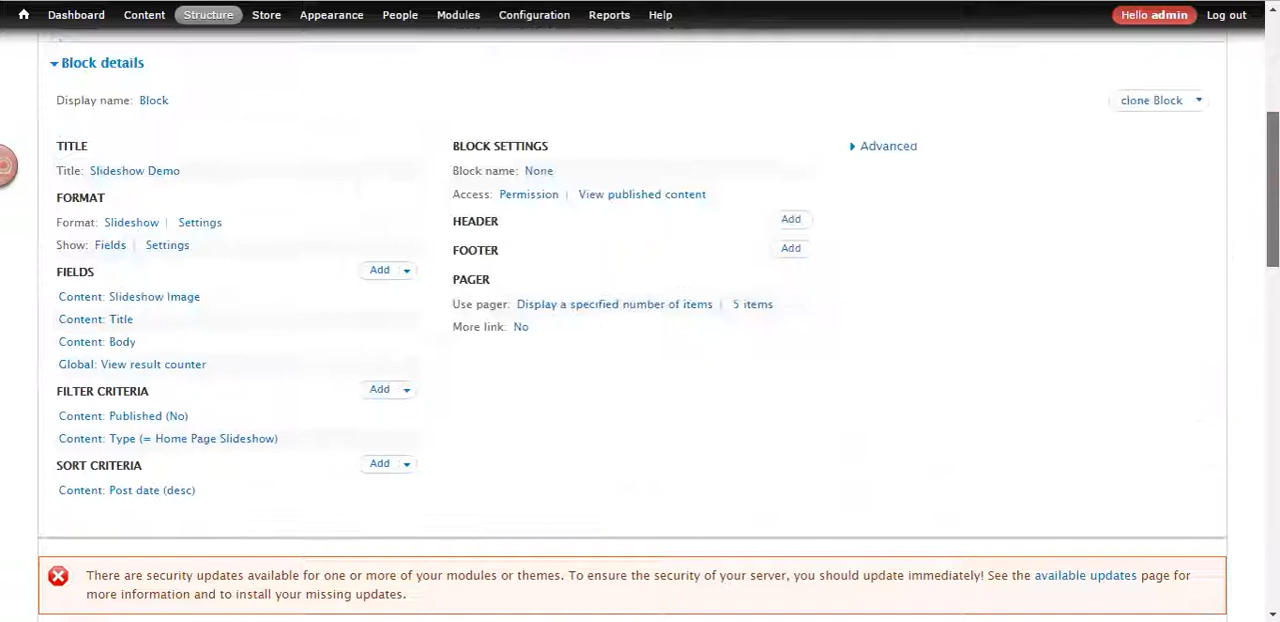 Dashboard Content Structure Store Appearance People Modules Configuration Reports Help Hello admin Log out
Block details
Display name: Block clone Block
TITLE
Title: Slideshow Demo
FORMAT
Format: Slideshow | Settings
Show: Fields | Settings
FIELDS Add
Content: Slideshow Image
Content: Title
Content: Body
Global: View result counter
FILTER CRITERIA Add
Content: Published (No)
Content: Type (= Home Page Slideshow)
SORT CRITERIA Add
Content: Post date (desc)
BLOCK SETTINGS
Block name: None
Access: Permission | View published content
HEADER Add
FOOTER Add
PAGER
Use pager: Display a specified number of items | 5 items
More link: No
Advanced
There are security updates available for one or more of your modules or themes. To ensure the security of your server, you should update immediately! See the available updates page for
more information and to install your missing updates.